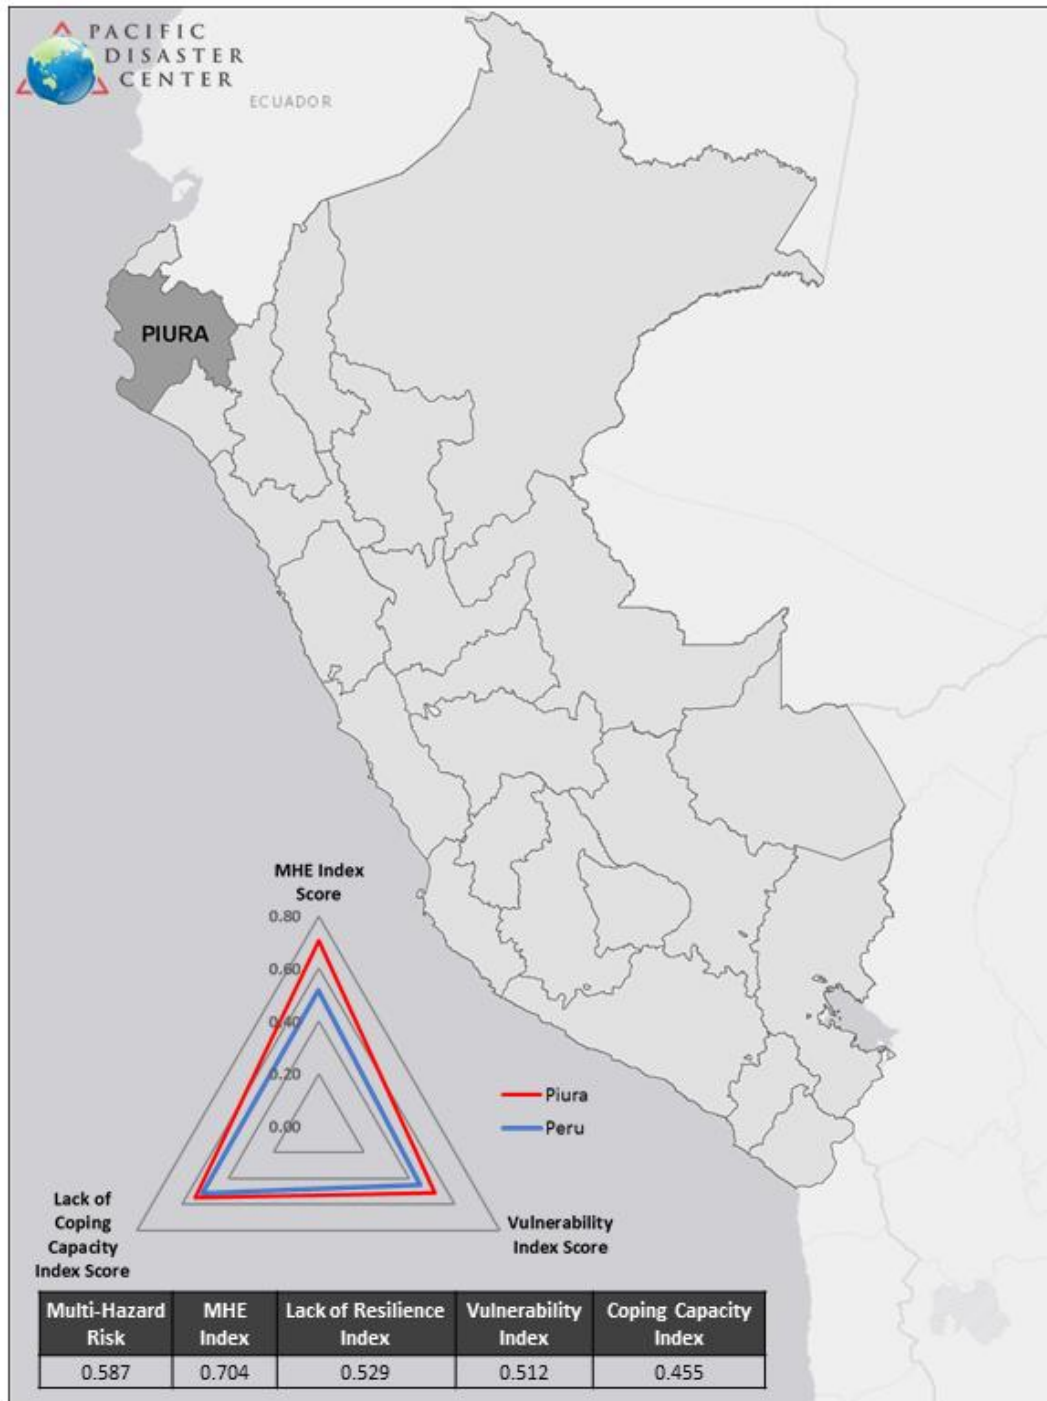 PACIFIC
DISASTER
CENTER
ECUADOR
PIURA
MHE Index
Score
0.80
0.60
0.40
0.20
0.00
Piura
Peru
Lack of
Coping
Capacity
Index Score
Vulnerability
Index Score
Multi-Hazard Risk | MHE Index | Lack of Resilience Index | Vulnerability Index | Coping Capacity Index
0.587 | 0.704 | 0.529 | 0.512 | 0.455